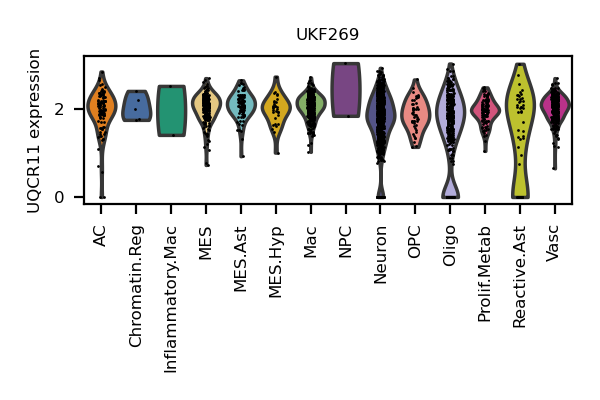 UKF269
UQCR11 expression
2
0
AC
Chromatin.Reg
Inflammatory.Mac
MES
MES.Ast
MES.Hyp
Mac
NPC
Neuron
OPC
Oligo
Prolif.Metab
Reactive.Ast
Vasc